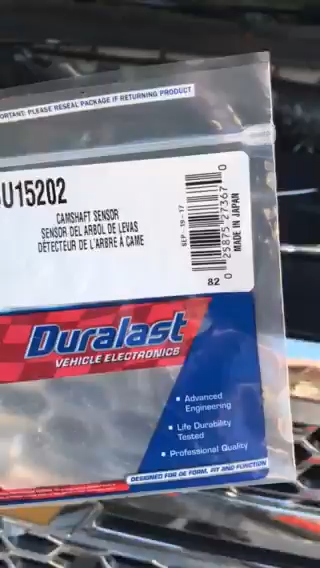 ORTANT: PLEASE RESEAL PACKAGE IF RETURNING PRODUCT
U15202
CAMSHAFT SENSOR
SENSOR DEL ARBOL DE LEVAS
DÉTECTEUR DE L'ARBRE À CAME
SEP-19-17
0 25875 27367 0
MADE IN JAPAN
82
Duralast
VEHICLE ELECTRONICS
▪ Advanced
Engineering
▪ Life Durability
Tested
▪ Professional Quality
DESIGNED FOR OE FORM, FIT AND FUNCTION